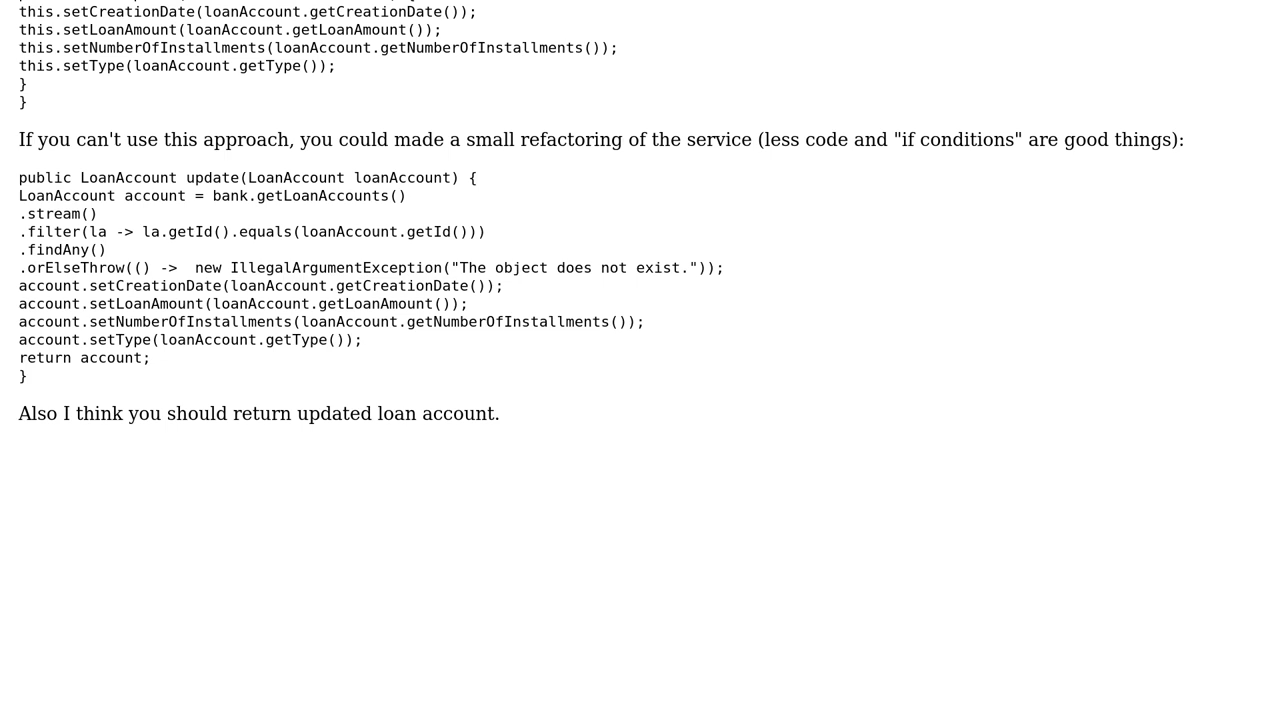 this.setCreationDate(loanAccount.getCreationDate());
this.setLoanAmount(loanAccount.getLoanAmount());
this.setNumberOfInstallments(loanAccount.getNumberOfInstallments());
this.setType(loanAccount.getType());
}
}
If you can't use this approach, you could made a small refactoring of the service (less code and "if conditions" are good things):
public LoanAccount update(LoanAccount loanAccount) {
LoanAccount account = bank.getLoanAccounts()
.stream()
.filter(la -> la.getId().equals(loanAccount.getId()))
.findAny()
.orElseThrow(() ->  new IllegalArgumentException("The object does not exist."));
account.setCreationDate(loanAccount.getCreationDate());
account.setLoanAmount(loanAccount.getLoanAmount());
account.setNumberOfInstallments(loanAccount.getNumberOfInstallments());
account.setType(loanAccount.getType());
return account;
}
Also I think you should return updated loan account.